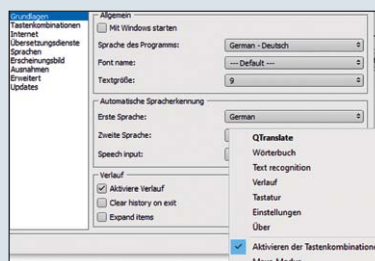 Grundlagen
Tastenkombinationen
Internet
Übersetzungsdienste
Sprachen
Erscheinungsbild
Ausnahmen
Erweitert
Updates
Allgemein
Mit Windows starten
Sprache des Programms: German - Deutsch
Font name: --- Default ---
Textgröße: 9
Automatische Spracherkennung
Erste Sprache: German
Zweite Sprache:
Speech input:
Verlauf
Aktiviere Verlauf
Clear history on exit
Expand items
QTranslate
Wörterbuch
Text recognition
Verlauf
Tastatur
Einstellungen
Über
Aktivieren der Tastenkombinatione